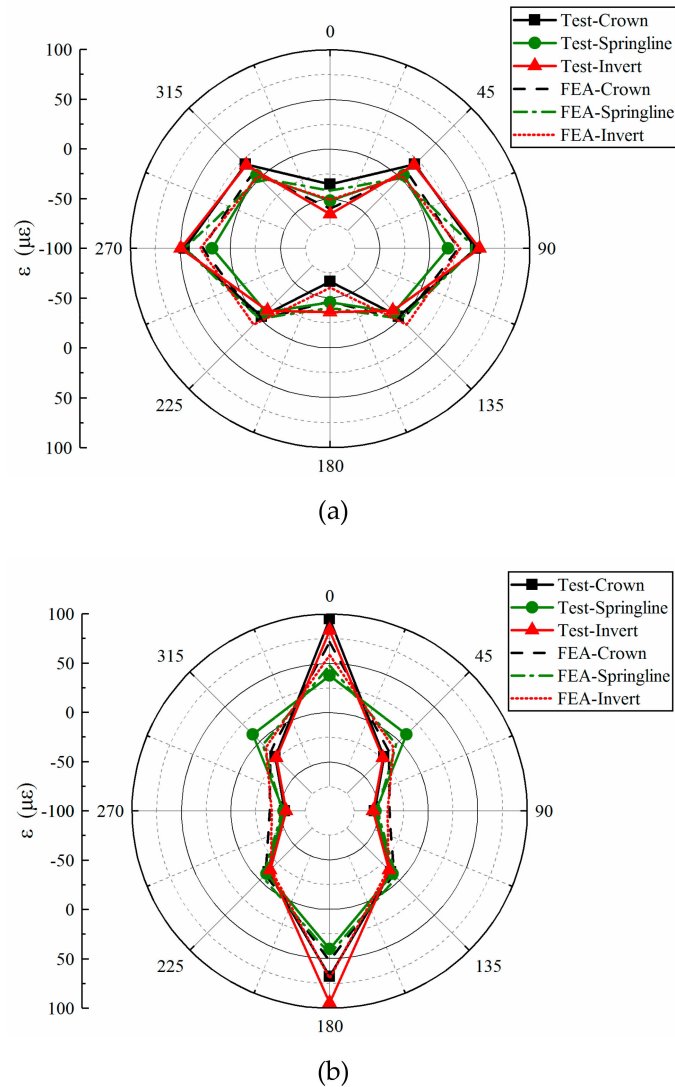 0
45
90
135
180
225
270
315
100
50
0
-50
-100
-50
0
50
100
ε (με)
Test-Crown
Test-Springline
Test-Invert
FEA-Crown
FEA-Springline
FEA-Invert
(a)
0
45
90
135
180
225
270
315
100
50
0
-50
-100
-50
0
50
100
ε (με)
Test-Crown
Test-Springline
Test-Invert
FEA-Crown
FEA-Springline
FEA-Invert
(b)